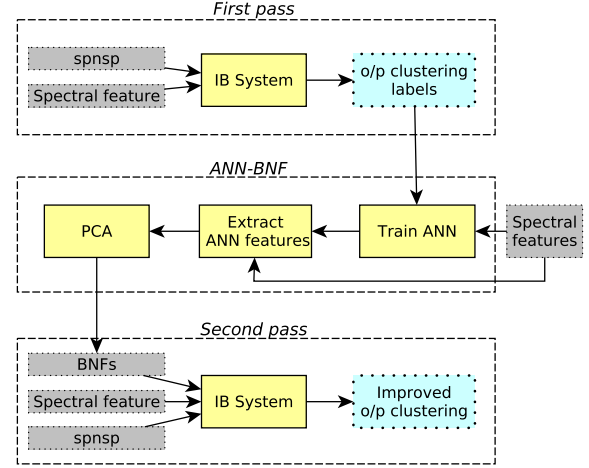 First pass
spnsp
Spectral feature
IB System
o/p clustering
labels
ANN-BNF
PCA
Extract
ANN features
Train ANN
Spectral
features
Second pass
BNFs
Spectral feature
spnsp
IB System
Improved
o/p clustering